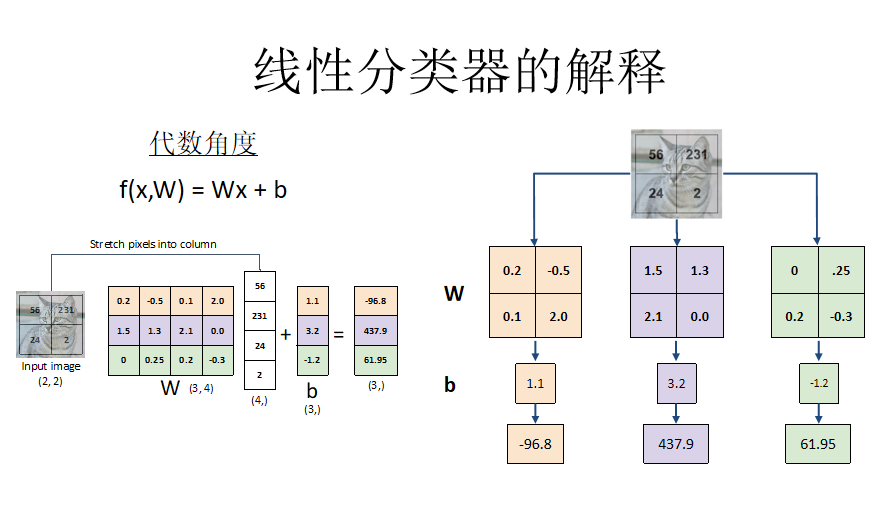 线性分类器的解释
代数角度
f(x,W) = Wx + b
Stretch pixels into column
56 231
24 2
Input image
(2, 2)
0.2 -0.5 0.1 2.0
1.5 1.3 2.1 0.0
0 0.25 0.2 -0.3
W (3, 4)
56
231
24
2
(4,)
+
1.1
3.2
-1.2
b
(3,)
=
-96.8
437.9
61.95
(3,)
56 231
24 2
W
0.2 -0.5
0.1 2.0
1.5 1.3
2.1 0.0
0 .25
0.2 -0.3
b
1.1
3.2
-1.2
-96.8
437.9
61.95